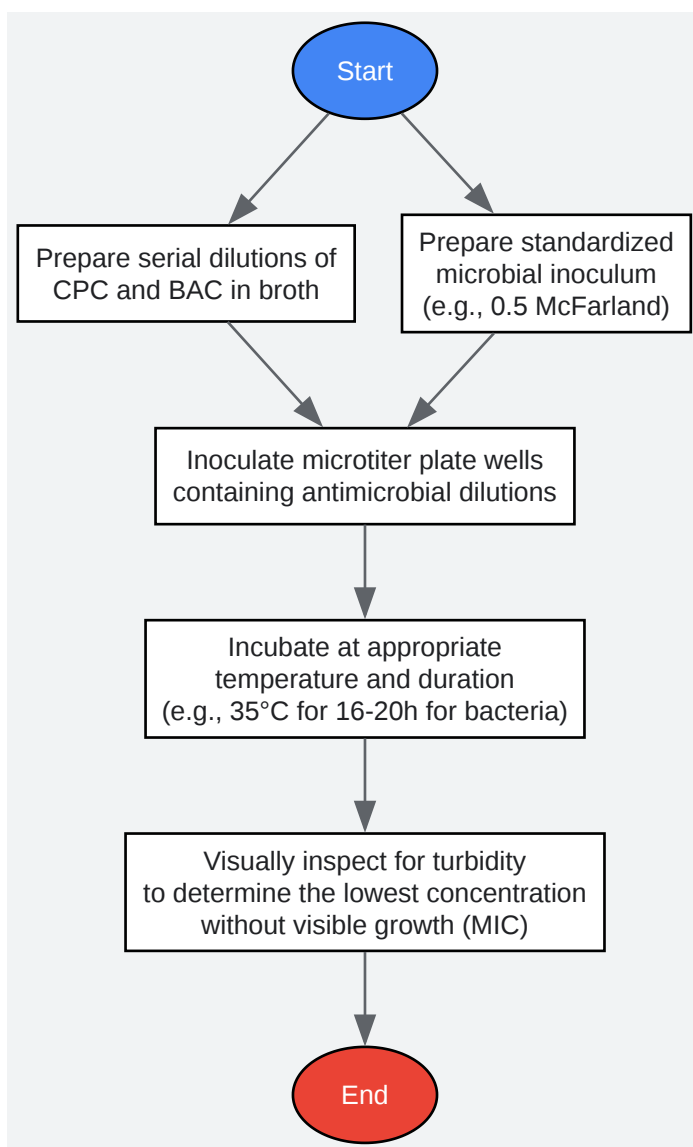 Start
Prepare serial dilutions of
CPC and BAC in broth
Prepare standardized
microbial inoculum
(e.g., 0.5 McFarland)
Inoculate microtiter plate wells
containing antimicrobial dilutions
Incubate at appropriate
temperature and duration
(e.g., 35°C for 16-20h for bacteria)
Visually inspect for turbidity
to determine the lowest concentration
without visible growth (MIC)
End